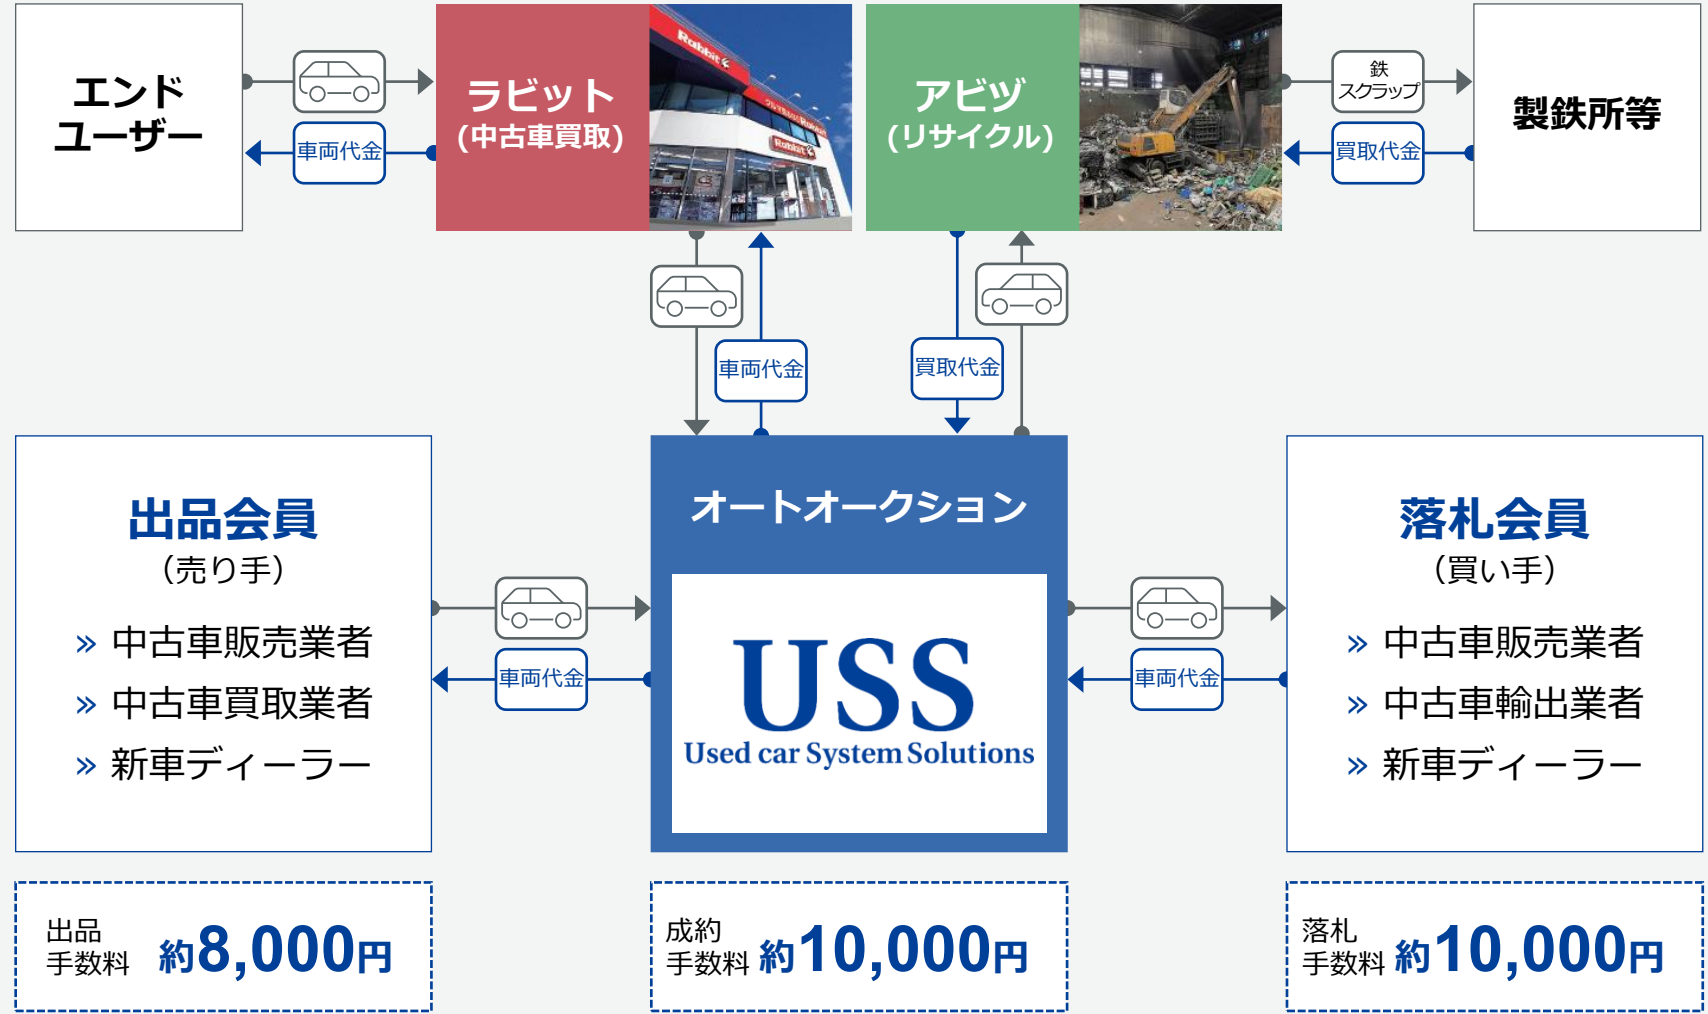 エンド
ユーザー
車両代金
ラビット
(中古車買取)
Rabbit
Rabbit
アビヅ
(リサイクル)
鉄
スクラップ
買取代金
製鉄所等
車両代金
買取代金
出品会員
（売り手）
» 中古車販売業者
» 中古車買取業者
» 新車ディーラー
車両代金
オートオークション
USS
Used car System Solutions
車両代金
落札会員
（買い手）
» 中古車販売業者
» 中古車輸出業者
» 新車ディーラー
出品
手数料 約8,000円
成約
手数料 約10,000円
落札
手数料 約10,000円